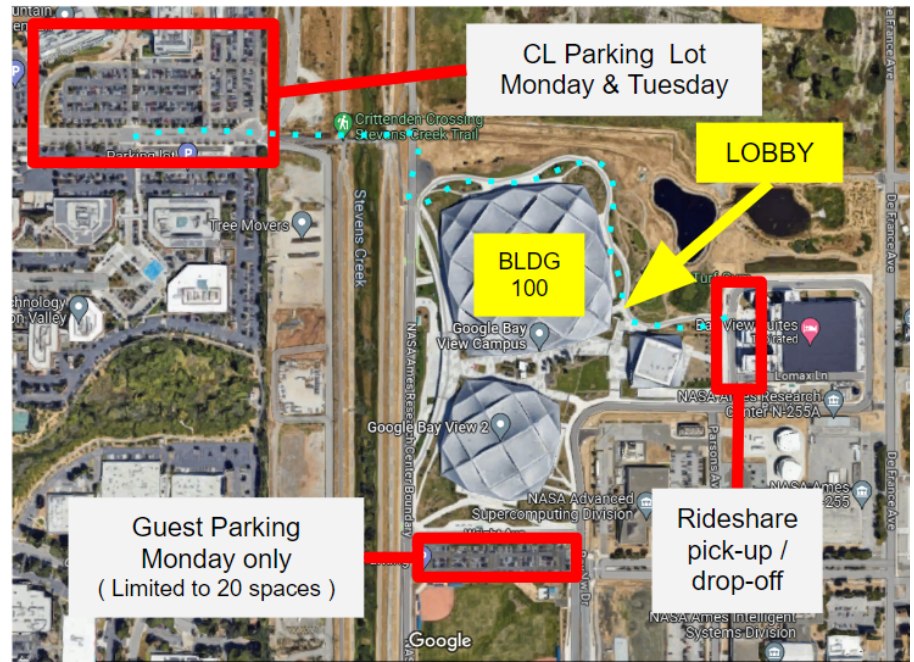 CL Parking Lot
Monday & Tuesday
Crittenden Crossing
Stevens Creek Trail
Parking lot
P
LOBBY
Tree Movers
Stevens Creek
BLDG
100
Google Bay
View Campus
Lomax Ln
NASA Ames Research
Center N-255A
De France Ave
De France Ave
NASA Ames Research Center Boundary
Google Bay View 2
Parsons Ave
NASA Advanced
Supercomputing Division
Guest Parking
Monday only
( Limited to 20 spaces )
Rideshare
pick-up /
drop-off
Google
NASA Ames Intelligent
Systems Division